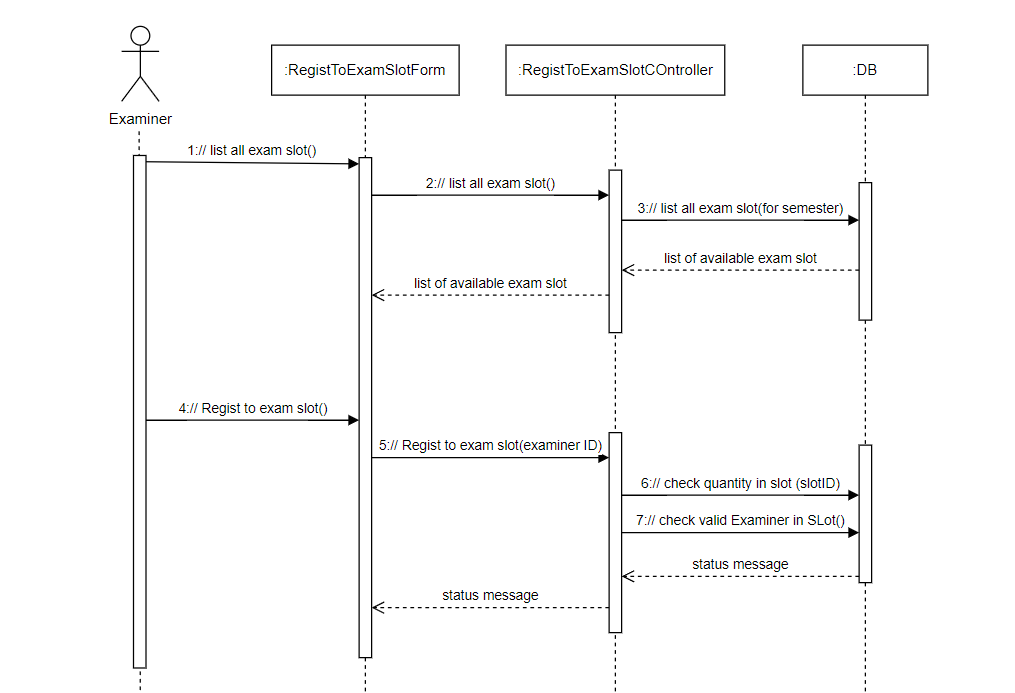 Examiner
:RegistToExamSlotForm
:RegistToExamSlotCOntroller
:DB
1:// list all exam slot()
2:// list all exam slot()
3:// list all exam slot(for semester)
list of available exam slot
list of available exam slot
4:// Regist to exam slot()
5:// Regist to exam slot(examiner ID)
6:// check quantity in slot (slotID)
7:// check valid Examiner in SLot()
status message
status message